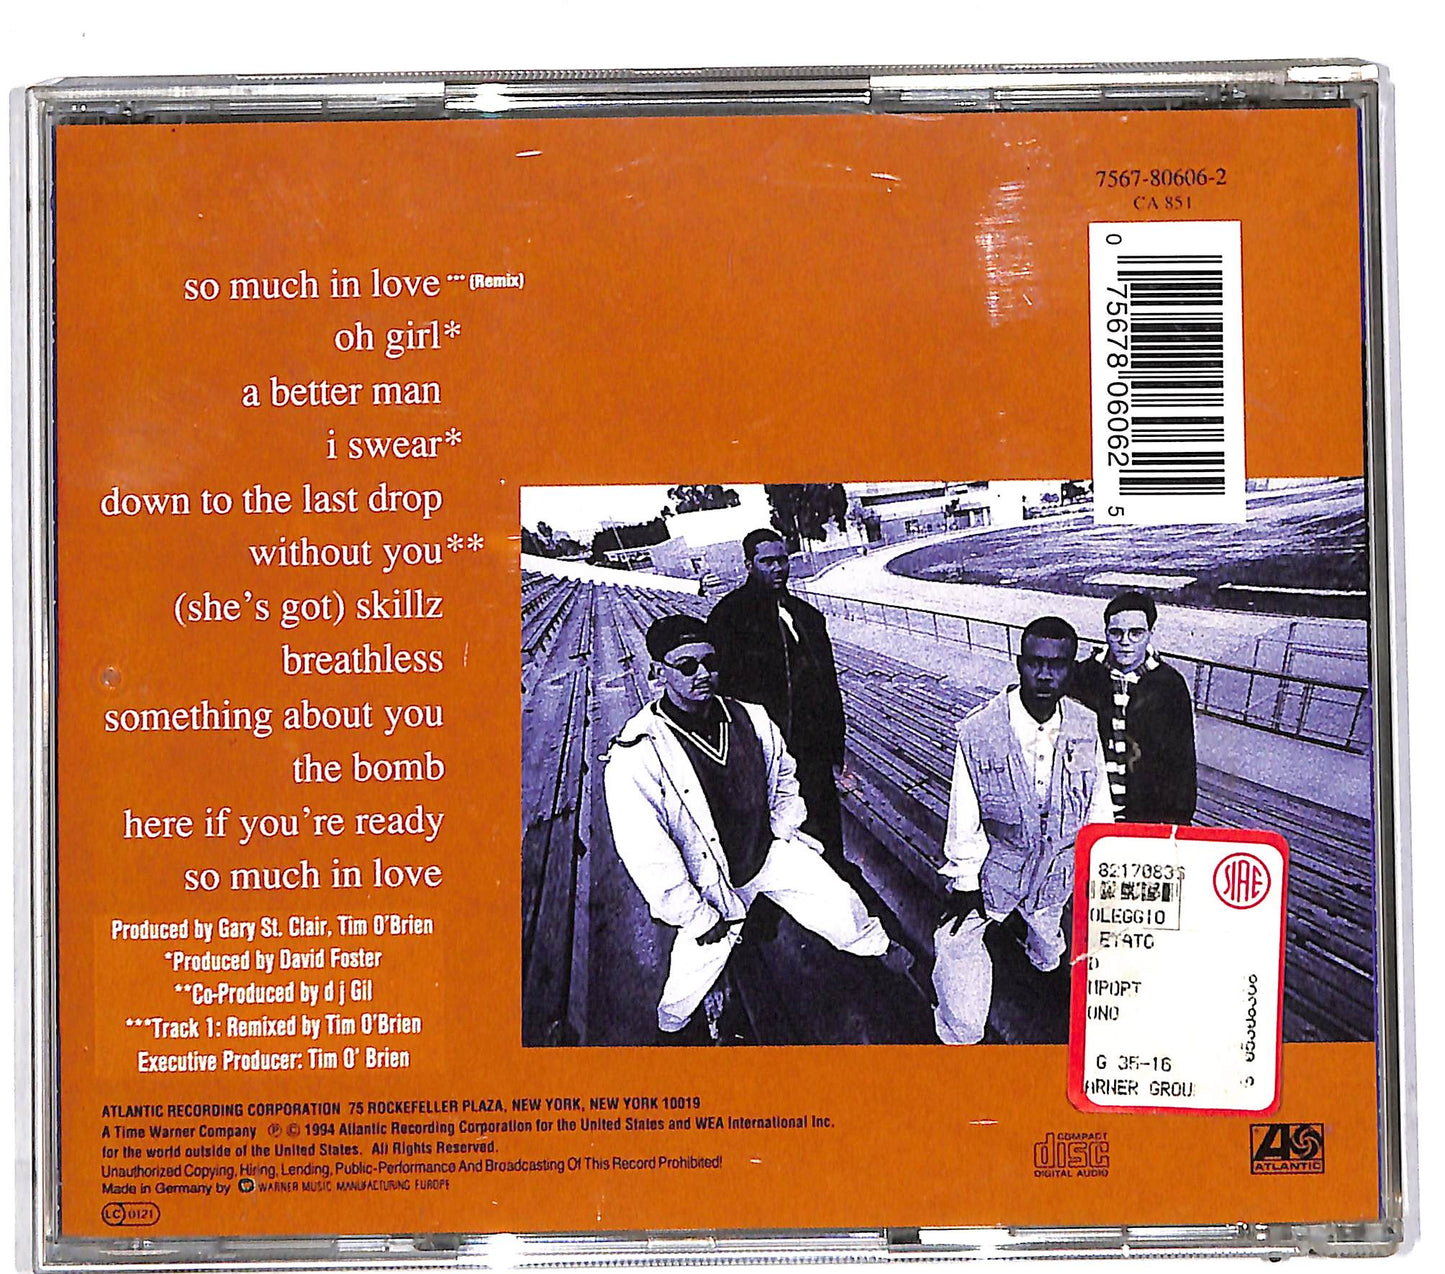 7567-80606-2
CA 851
0 75678 06062 5
so much in love *** (Remix)
oh girl*
a better man
i swear*
down to the last drop
without you**
(she's got) skillz
breathless
something about you
the bomb
here if you're ready
so much in love
Produced by Gary St. Clair, Tim O'Brien
*Produced by David Foster
**Co-Produced by d j Gil
***Track 1: Remixed by Tim O'Brien
Executive Producer: Tim O' Brien
ATLANTIC RECORDING CORPORATION 75 ROCKEFELLER PLAZA, NEW YORK, NEW YORK 10019
A Time Warner Company ℗ © 1994 Atlantic Recording Corporation for the United States and WEA International Inc.
for the world outside of the United States. All Rights Reserved.
Unauthorized Copying, Hiring, Lending, Public-Performance And Broadcasting Of This Record Prohibited!
Made in Germany by WARNER MUSIC MANUFACTURING EUROPE
LC 0121
COMPACT
disc
DIGITAL AUDIO
ATLANTIC
SIAE
8217083
OLEGGIO
ETATO
D
MPORT
ONO
G 35-16
ARNER GROU